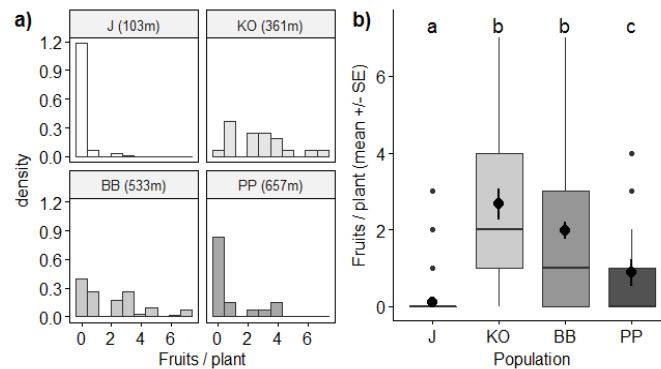 a)
J (103m)
KO (361m)
1.2
0.9
0.6
0.3
0.0
BB (533m)
PP (657m)
1.2
0.9
0.6
0.3
0.0
density
0 2 4 6
0 2 4 6
Fruits / plant
b)
a b b c
6
4
2
0
Fruits / plant (mean +/- SE)
J KO BB PP
Population